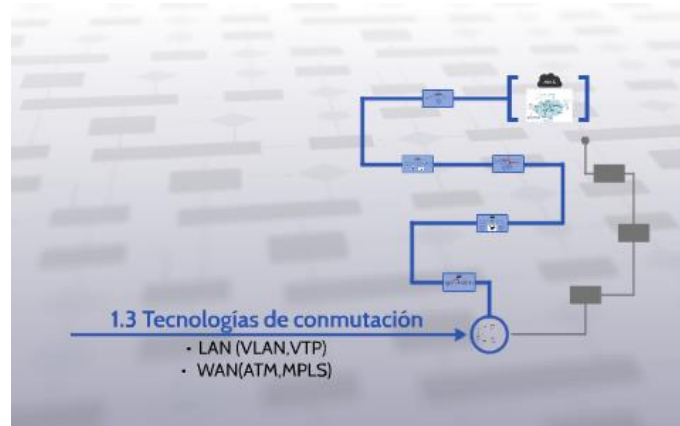 1.3 Tecnologías de conmutación
• LAN (VLAN,VTP)
• WAN(ATM,MPLS)